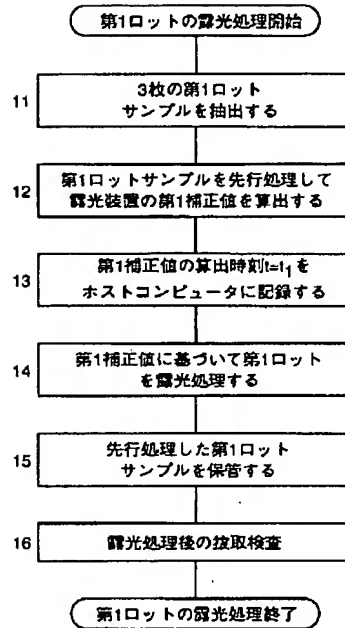 第1ロットの露光処理開始
11
3枚の第1ロット
サンプルを抽出する
12
第1ロットサンプルを先行処理して
露光装置の第1補正値を算出する
13
第1補正値の算出時刻t=t1を
ホストコンピュータに記録する
14
第1補正値に基づいて第1ロット
を露光処理する
15
先行処理した第1ロット
サンプルを保管する
16
露光処理後の抜取検査
第1ロットの露光処理終了